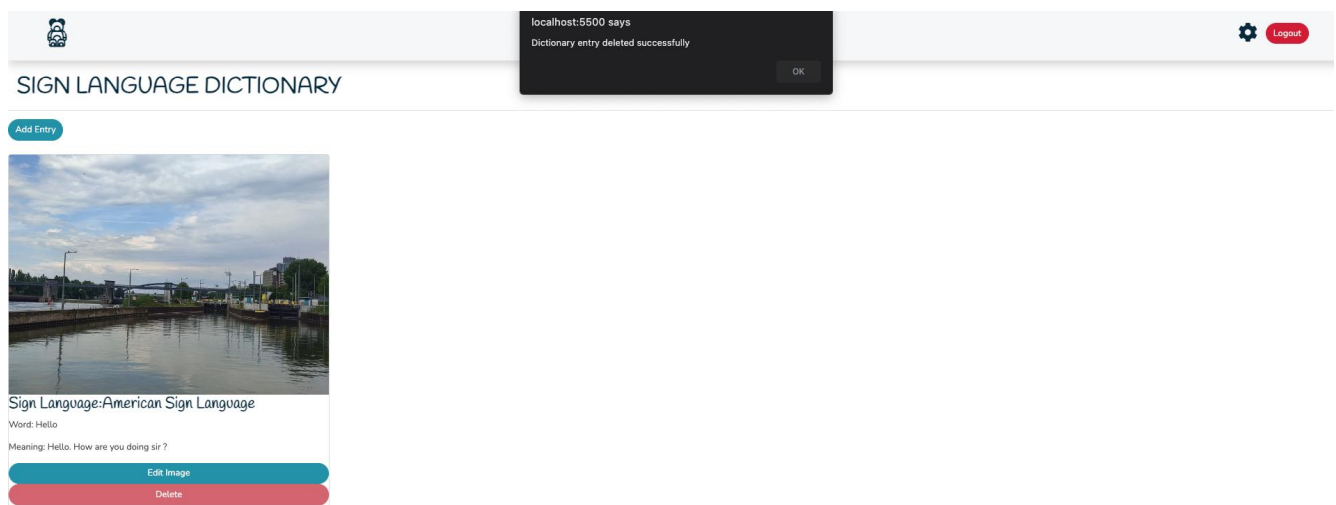 localhost:5500 says
Dictionary entry deleted successfully
OK
Logout
SIGN LANGUAGE DICTIONARY
Add Entry
Sign Language:American Sign Language
Word: Hello
Meaning: Hello. How are you doing sir ?
Edit Image
Delete